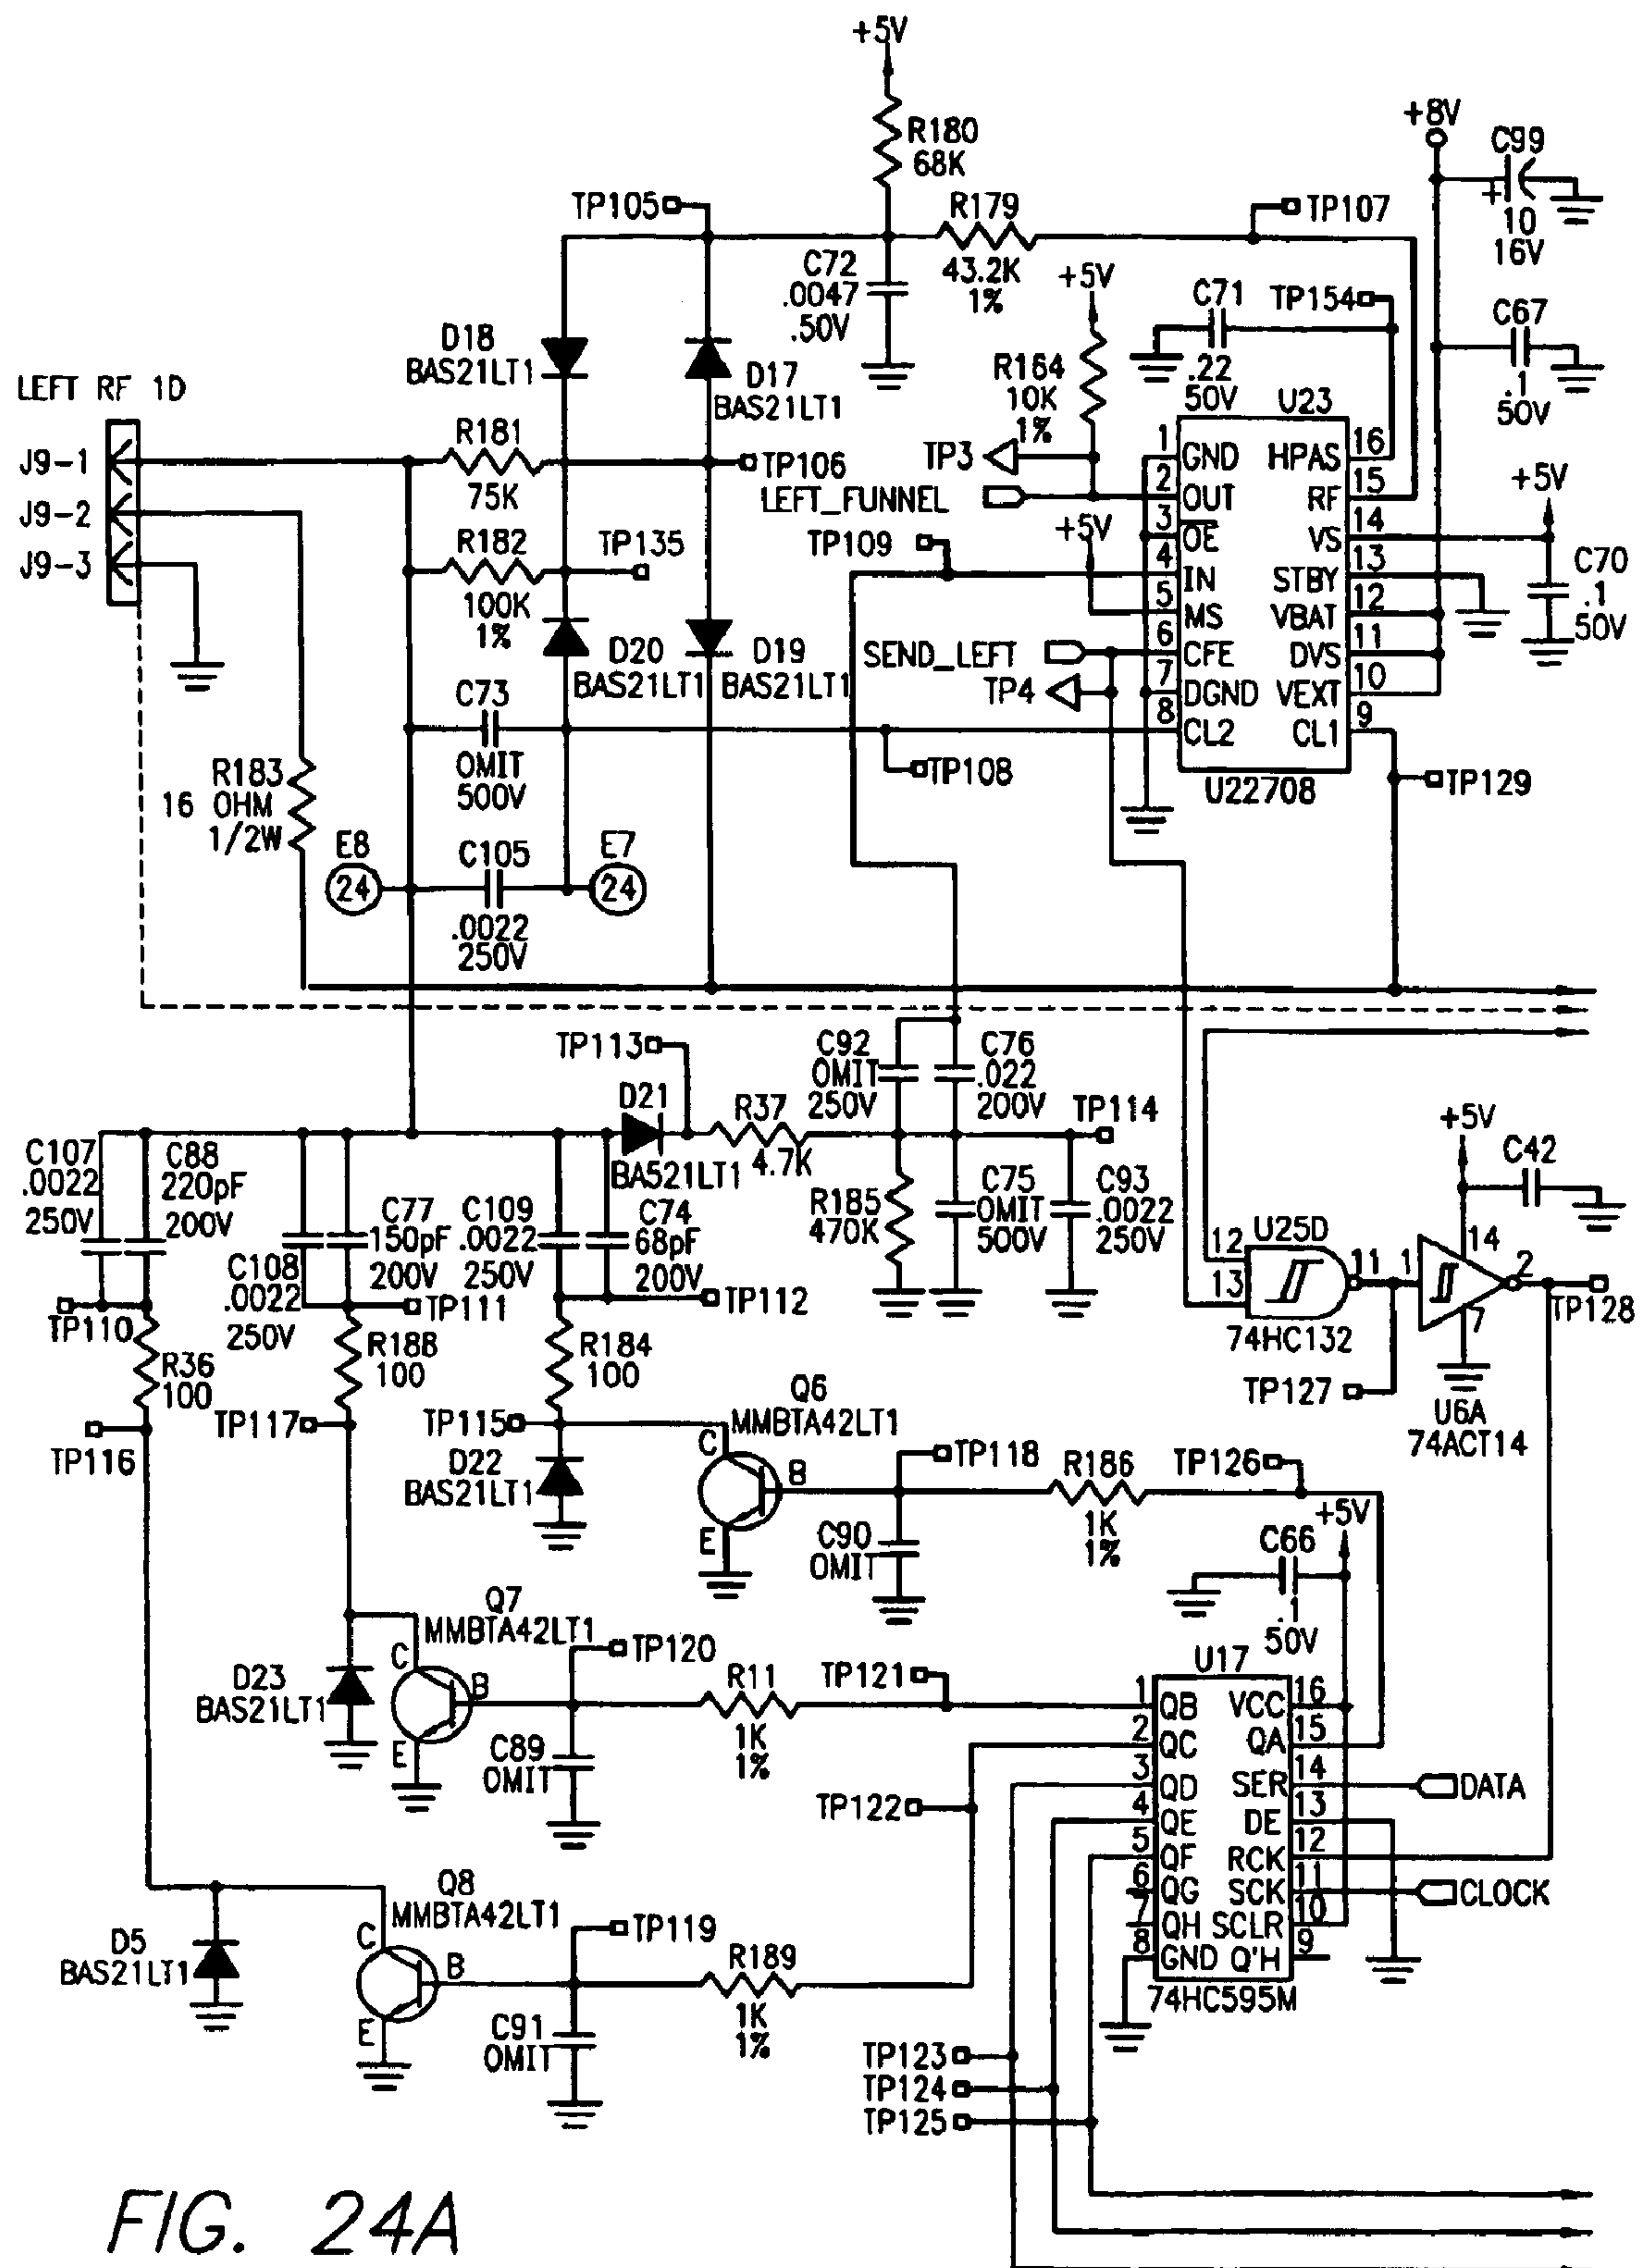 +5V
R180
68K
+8V
C99
+
10
16V
TP105
R179
43.2K
1%
TP107
C72
.0047
.50V
+5V
C71
.22
50V
TP154
C67
.1
50V
D18
BAS21LT1
D17
BAS21LT1
R164
10K
1%
LEFT RF 1D
J9-1
J9-2
J9-3
R181
75K
TP106
TP3
LEFT_FUNNEL
U23
1 GND HPAS 16
2 OUT RF 15
3 OE VS 14
4 IN STBY 13
5 MS VBAT 12
6 CFE DVS 11
7 DGND VEXT 10
8 CL2 CL1 9
U22708
+5V
C70
.1
50V
R182
100K
1%
TP135
TP109
+5V
D20
BAS21LT1
D19
BAS21LT1
SEND_LEFT
TP4
C73
OMIT
500V
TP108
TP129
R183
16 OHM
1/2W
E8
24
C105
.0022
250V
E7
24
TP113
C92
OMIT
250V
C76
.022
200V
D21
BA521LT1
R37
4.7K
TP114
C107
.0022
250V
C88
220pF
200V
C77
150pF
200V
C108
.0022
250V
C109
.0022
250V
C74
68pF
200V
R185
470K
C75
OMIT
500V
C93
.0022
250V
+5V
C42
12
13
U25D
11
74HC132
1
14
2
7
TP128
TP127
U6A
74ACT14
TP110
TP111
TP112
R36
100
R188
100
R184
100
TP116
TP117
TP115
D22
BAS21LT1
Q6
MMBTA42LT1
C
B
E
TP118
R186
1K
1%
TP126
C90
OMIT
+5V
C66
.1
50V
Q7
MMBTA42LT1
C
B
E
D23
BAS21LT1
TP120
R11
1K
1%
TP121
C89
OMIT
TP122
U17
1 QB VCC 16
2 QC QA 15
3 QD SER 14
4 QE DE 13
5 QF RCK 12
6 QG SCK 11
7 QH SCLR 10
8 GND Q'H 9
74HC595M
DATA
CLOCK
Q8
MMBTA42LT1
C
B
E
D5
BAS21LT1
TP119
R189
1K
1%
C91
OMIT
TP123
TP124
TP125
FIG. 24A